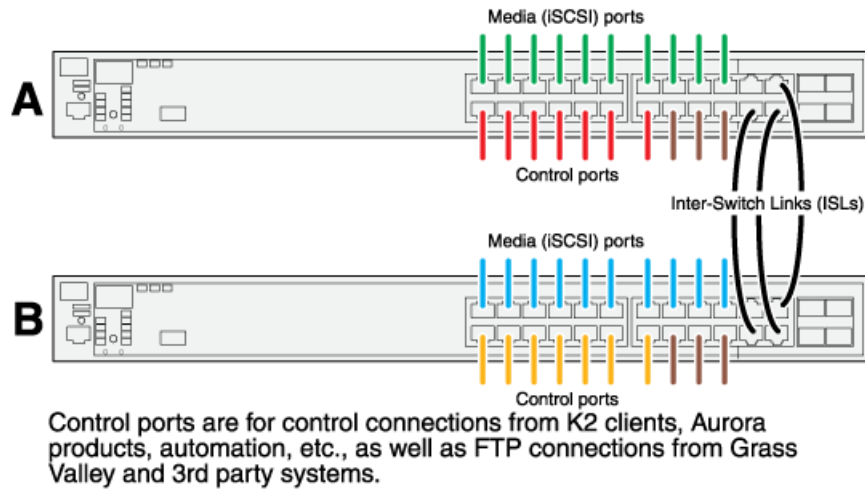 Media (iSCSI) ports
A
Control ports
Inter-Switch Links (ISLs)
Media (iSCSI) ports
B
Control ports
Control ports are for control connections from K2 clients, Aurora
products, automation, etc., as well as FTP connections from Grass
Valley and 3rd party systems.